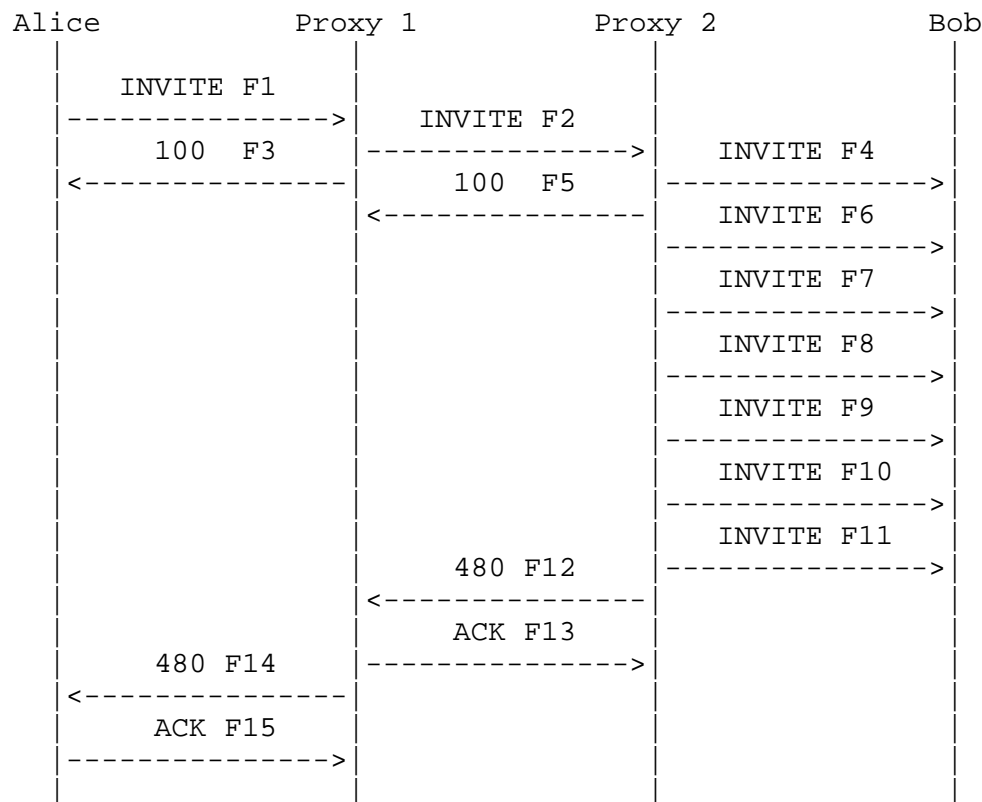 Alice Proxy 1 Proxy 2 Bob
INVITE F1
INVITE F2
100 F3 INVITE F4
100 F5
INVITE F6
INVITE F7
INVITE F8
INVITE F9
INVITE F10
INVITE F11
480 F12
ACK F13
480 F14
ACK F15